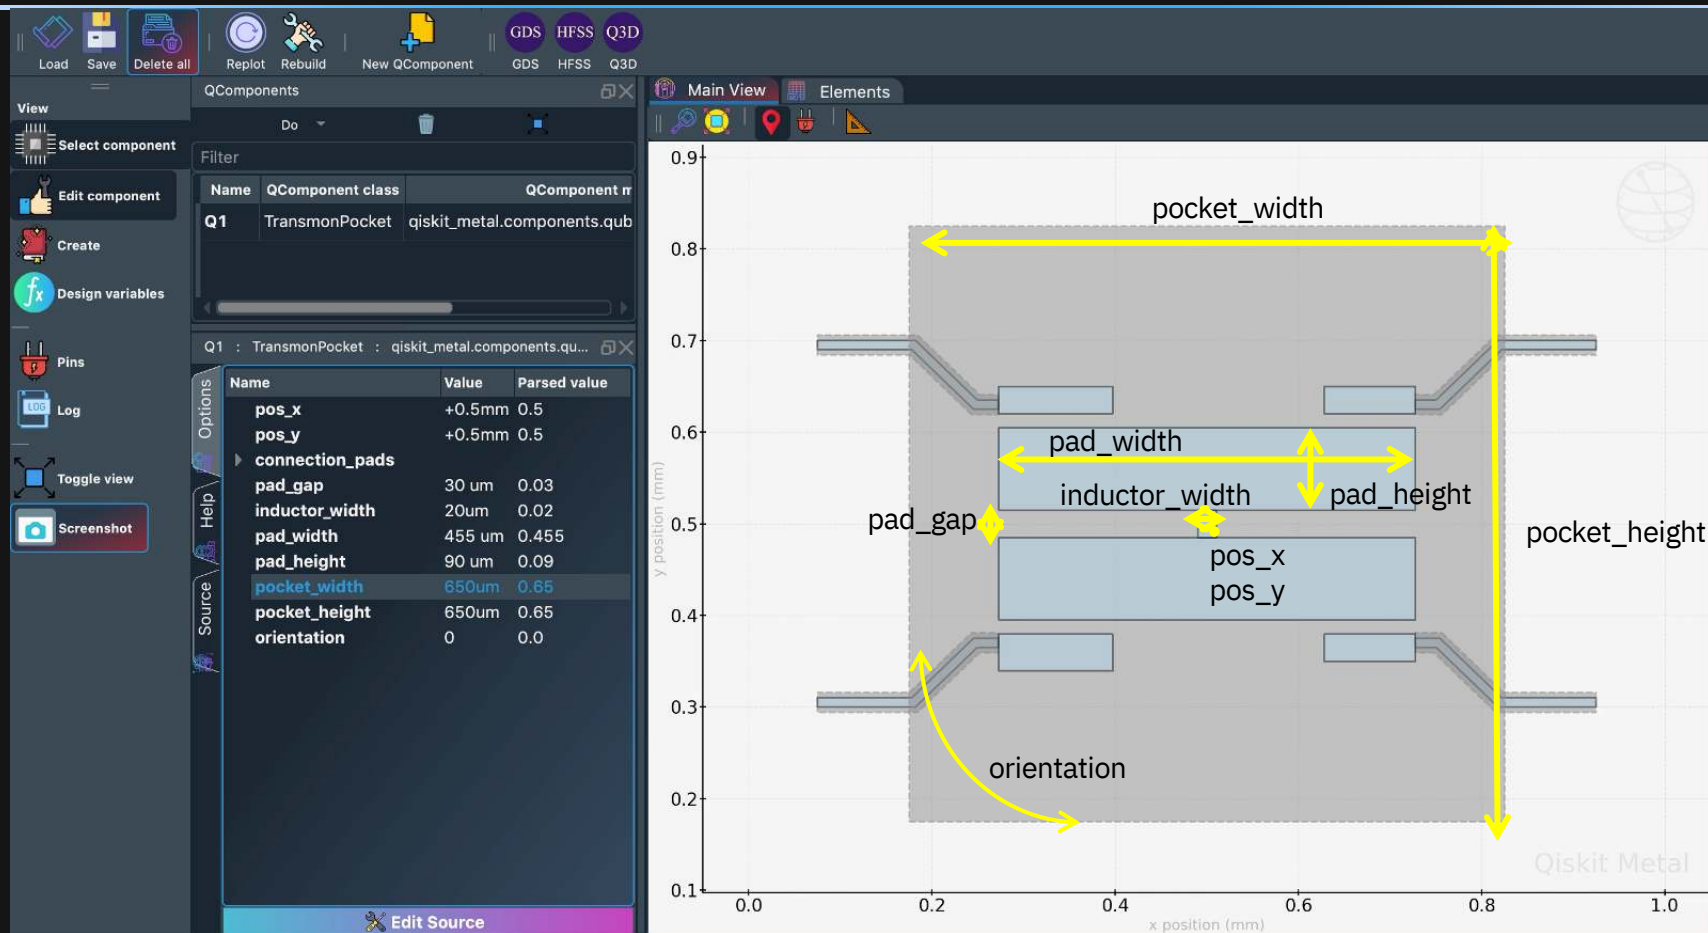 GDS HFSS Q3D
Load Save Delete all Replot Rebuild New QComponent GDS HFSS Q3D
View
Select component
Edit component
Create
fx Design variables
Pins
LOG Log
Toggle view
Screenshot
QComponents
Do
Filter
Name QComponent class QComponent m
Q1 TransmonPocket qiskit_metal.components.qub
Q1 : TransmonPocket : qiskit_metal.components.qu...
Options
Help
Source
Name Value Parsed value
pos_x +0.5mm 0.5
pos_y +0.5mm 0.5
connection_pads
pad_gap 30 um 0.03
inductor_width 20um 0.02
pad_width 455 um 0.455
pad_height 90 um 0.09
pocket_width 650um 0.65
pocket_height 650um 0.65
orientation 0 0.0
Edit Source
Main View Elements
0.9
0.8
0.7
0.6
0.5
0.4
0.3
0.2
0.1
y position (mm)
pocket_width
pad_width
inductor_width
pad_height
pad_gap
pocket_height
pos_x
pos_y
orientation
Qiskit Metal
0.0 0.2 0.4 0.6 0.8 1.0
x position (mm)